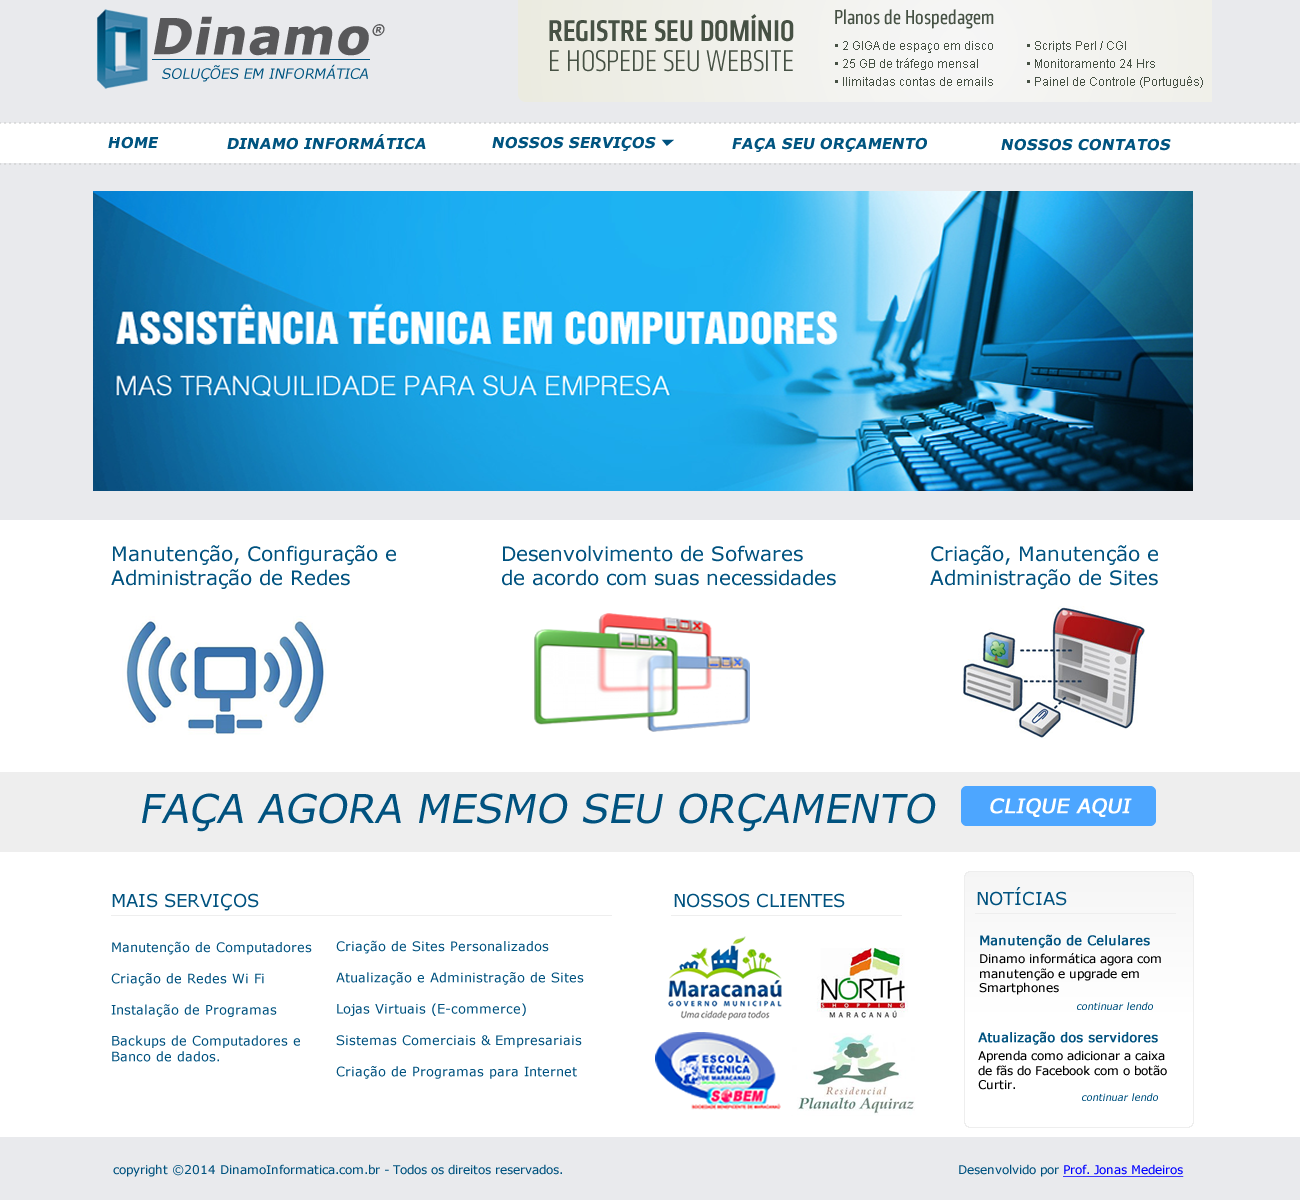 Dinamo®
SOLUÇÕES EM INFORMÁTICA
REGISTRE SEU DOMÍNIO
E HOSPEDE SEU WEBSITE
Planos de Hospedagem
▪ 2 GIGA de espaço em disco
▪ 25 GB de tráfego mensal
▪ Ilimitadas contas de emails
▪ Scripts Perl / CGI
▪ Monitoramento 24 Hrs
▪ Painel de Controle (Português)
HOME
DINAMO INFORMÁTICA
NOSSOS SERVIÇOS
FAÇA SEU ORÇAMENTO
NOSSOS CONTATOS
ASSISTÊNCIA TÉCNICA EM COMPUTADORES
MAS TRANQUILIDADE PARA SUA EMPRESA
Manutenção, Configuração e
Administração de Redes
Desenvolvimento de Sofwares
de acordo com suas necessidades
Criação, Manutenção e
Administração de Sites
FAÇA AGORA MESMO SEU ORÇAMENTO
CLIQUE AQUI
MAIS SERVIÇOS
Manutenção de Computadores
Criação de Redes Wi Fi
Instalação de Programas
Backups de Computadores e
Banco de dados.
Criação de Sites Personalizados
Atualização e Administração de Sites
Lojas Virtuais (E-commerce)
Sistemas Comerciais & Empresariais
Criação de Programas para Internet
NOSSOS CLIENTES
Maracanaú
GOVERNO MUNICIPAL
Uma cidade para todos
NORTH
SHOPPING
MARACANAÚ
ESCOLA
TÉCNICA
DE MARACANAÚ
SOBEM
SOCIEDADE BENEFICENTE DE MARACANAÚ
Residencial
Planalto Aquiraz
NOTÍCIAS
Manutenção de Celulares
Dinamo informática agora com
manutenção e upgrade em
Smartphones
continuar lendo
Atualização dos servidores
Aprenda como adicionar a caixa
de fãs do Facebook com o botão
Curtir.
continuar lendo
copyright ©2014 DinamoInformatica.com.br - Todos os direitos reservados.
Desenvolvido por Prof. Jonas Medeiros